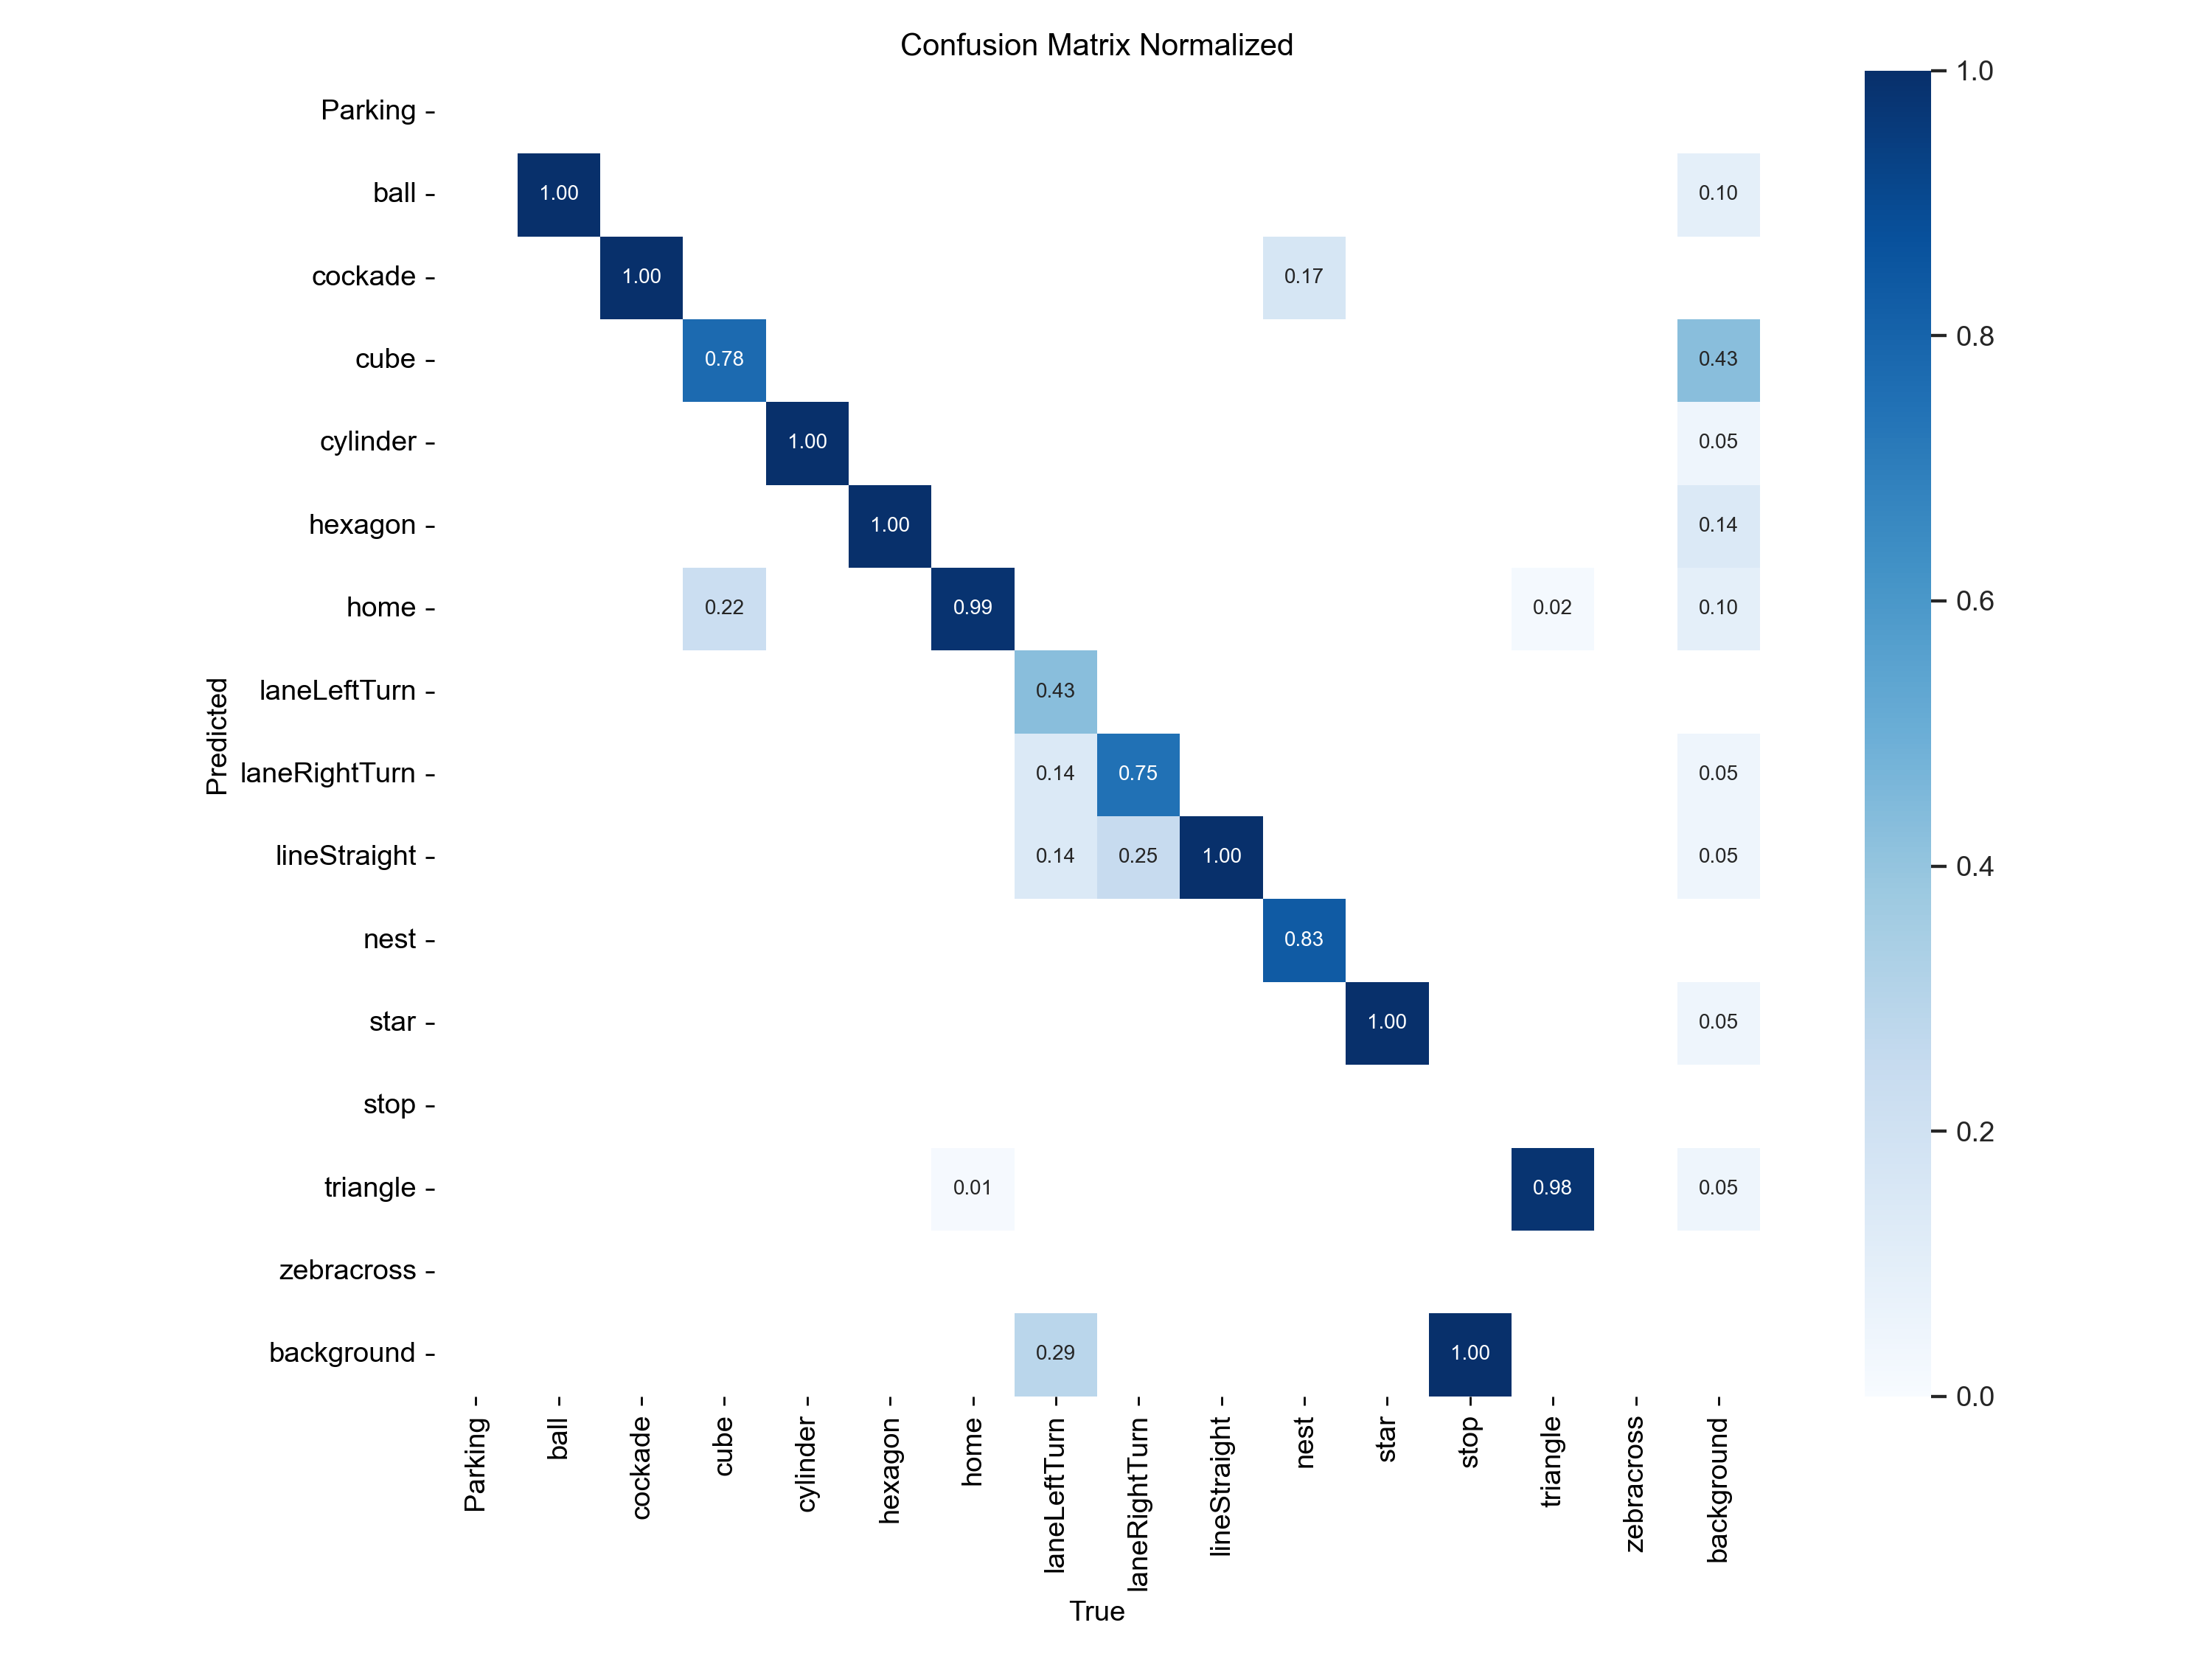 Confusion Matrix Normalized
Parking
ball 1.00 0.10
cockade 1.00 0.17
cube 0.78 0.43
cylinder 1.00 0.05
hexagon 1.00 0.14
home 0.22 0.99 0.02 0.10
laneLeftTurn 0.43
laneRightTurn 0.14 0.75 0.05
lineStraight 0.14 0.25 1.00 0.05
nest 0.83
star 1.00 0.05
stop
triangle 0.01 0.98 0.05
zebracross
background 0.29 1.00
Predicted
Parking ball cockade cube cylinder hexagon home laneLeftTurn laneRightTurn lineStraight nest star stop triangle zebracross background
True
1.0
0.8
0.6
0.4
0.2
0.0